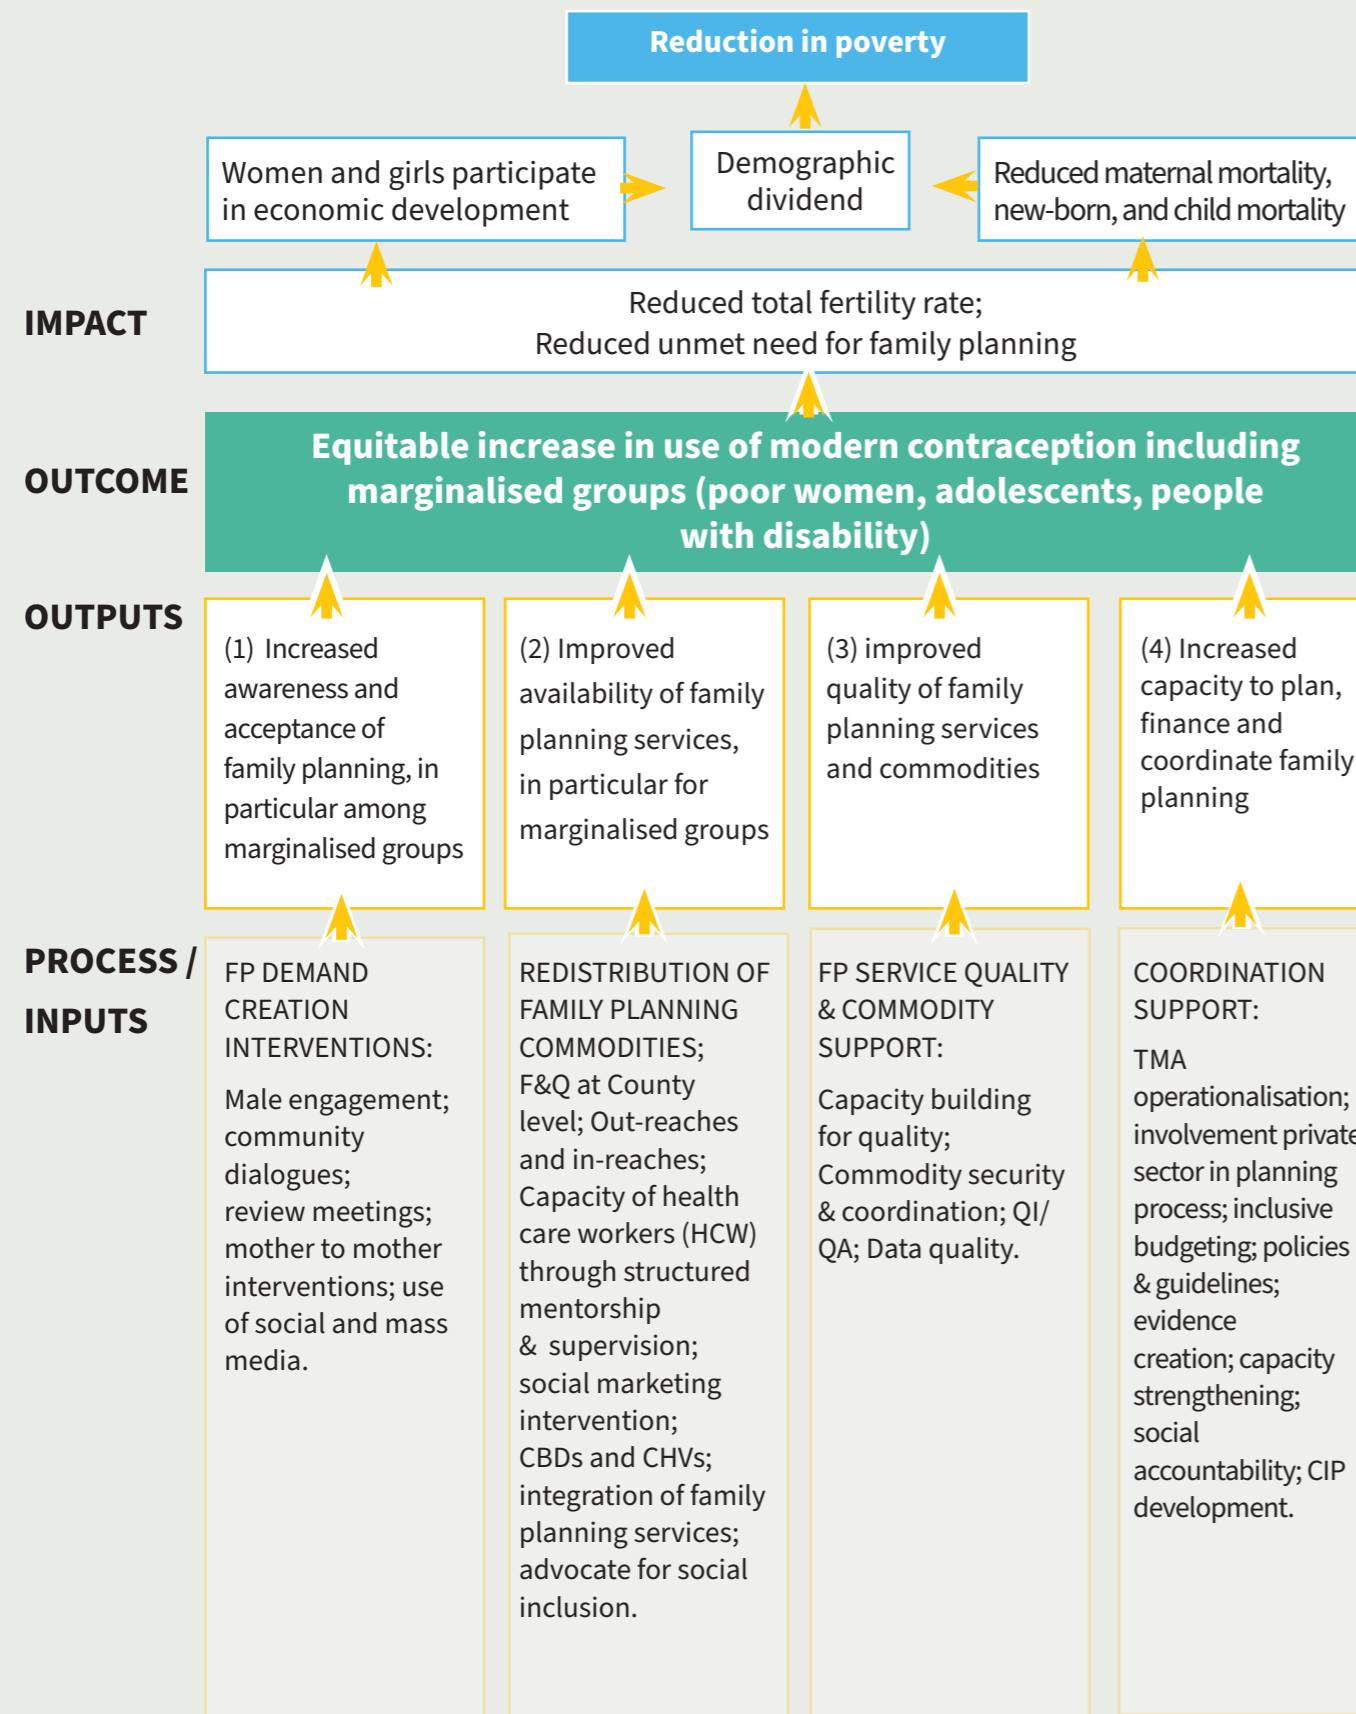 Reduction in poverty
Women and girls participate
in economic development
Demographic
dividend
Reduced maternal mortality,
new-born, and child mortality
IMPACT
Reduced total fertility rate;
Reduced unmet need for family planning
OUTCOME
Equitable increase in use of modern contraception including
marginalised groups (poor women, adolescents, people
with disability)
OUTPUTS
(1) Increased
awareness and
acceptance of
family planning, in
particular among
marginalised groups
(2) Improved
availability of family
planning services,
in particular for
marginalised groups
(3) improved
quality of family
planning services
and commodities
(4) Increased
capacity to plan,
finance and
coordinate family
planning
PROCESS /
INPUTS
FP DEMAND
CREATION
INTERVENTIONS:
Male engagement;
community
dialogues;
review meetings;
mother to mother
interventions; use
of social and mass
media.
REDISTRIBUTION OF
FAMILY PLANNING
COMMODITIES;
F&Q at County
level; Out-reaches
and in-reaches;
Capacity of health
care workers (HCW)
through structured
mentorship
& supervision;
social marketing
intervention;
CBDs and CHVs;
integration of family
planning services;
advocate for social
inclusion.
FP SERVICE QUALITY
& COMMODITY
SUPPORT:
Capacity building
for quality;
Commodity security
& coordination; QI/
QA; Data quality.
COORDINATION
SUPPORT:
TMA
operationalisation;
involvement private
sector in planning
process; inclusive
budgeting; policies
& guidelines;
evidence
creation; capacity
strengthening;
social
accountability; CIP
development.